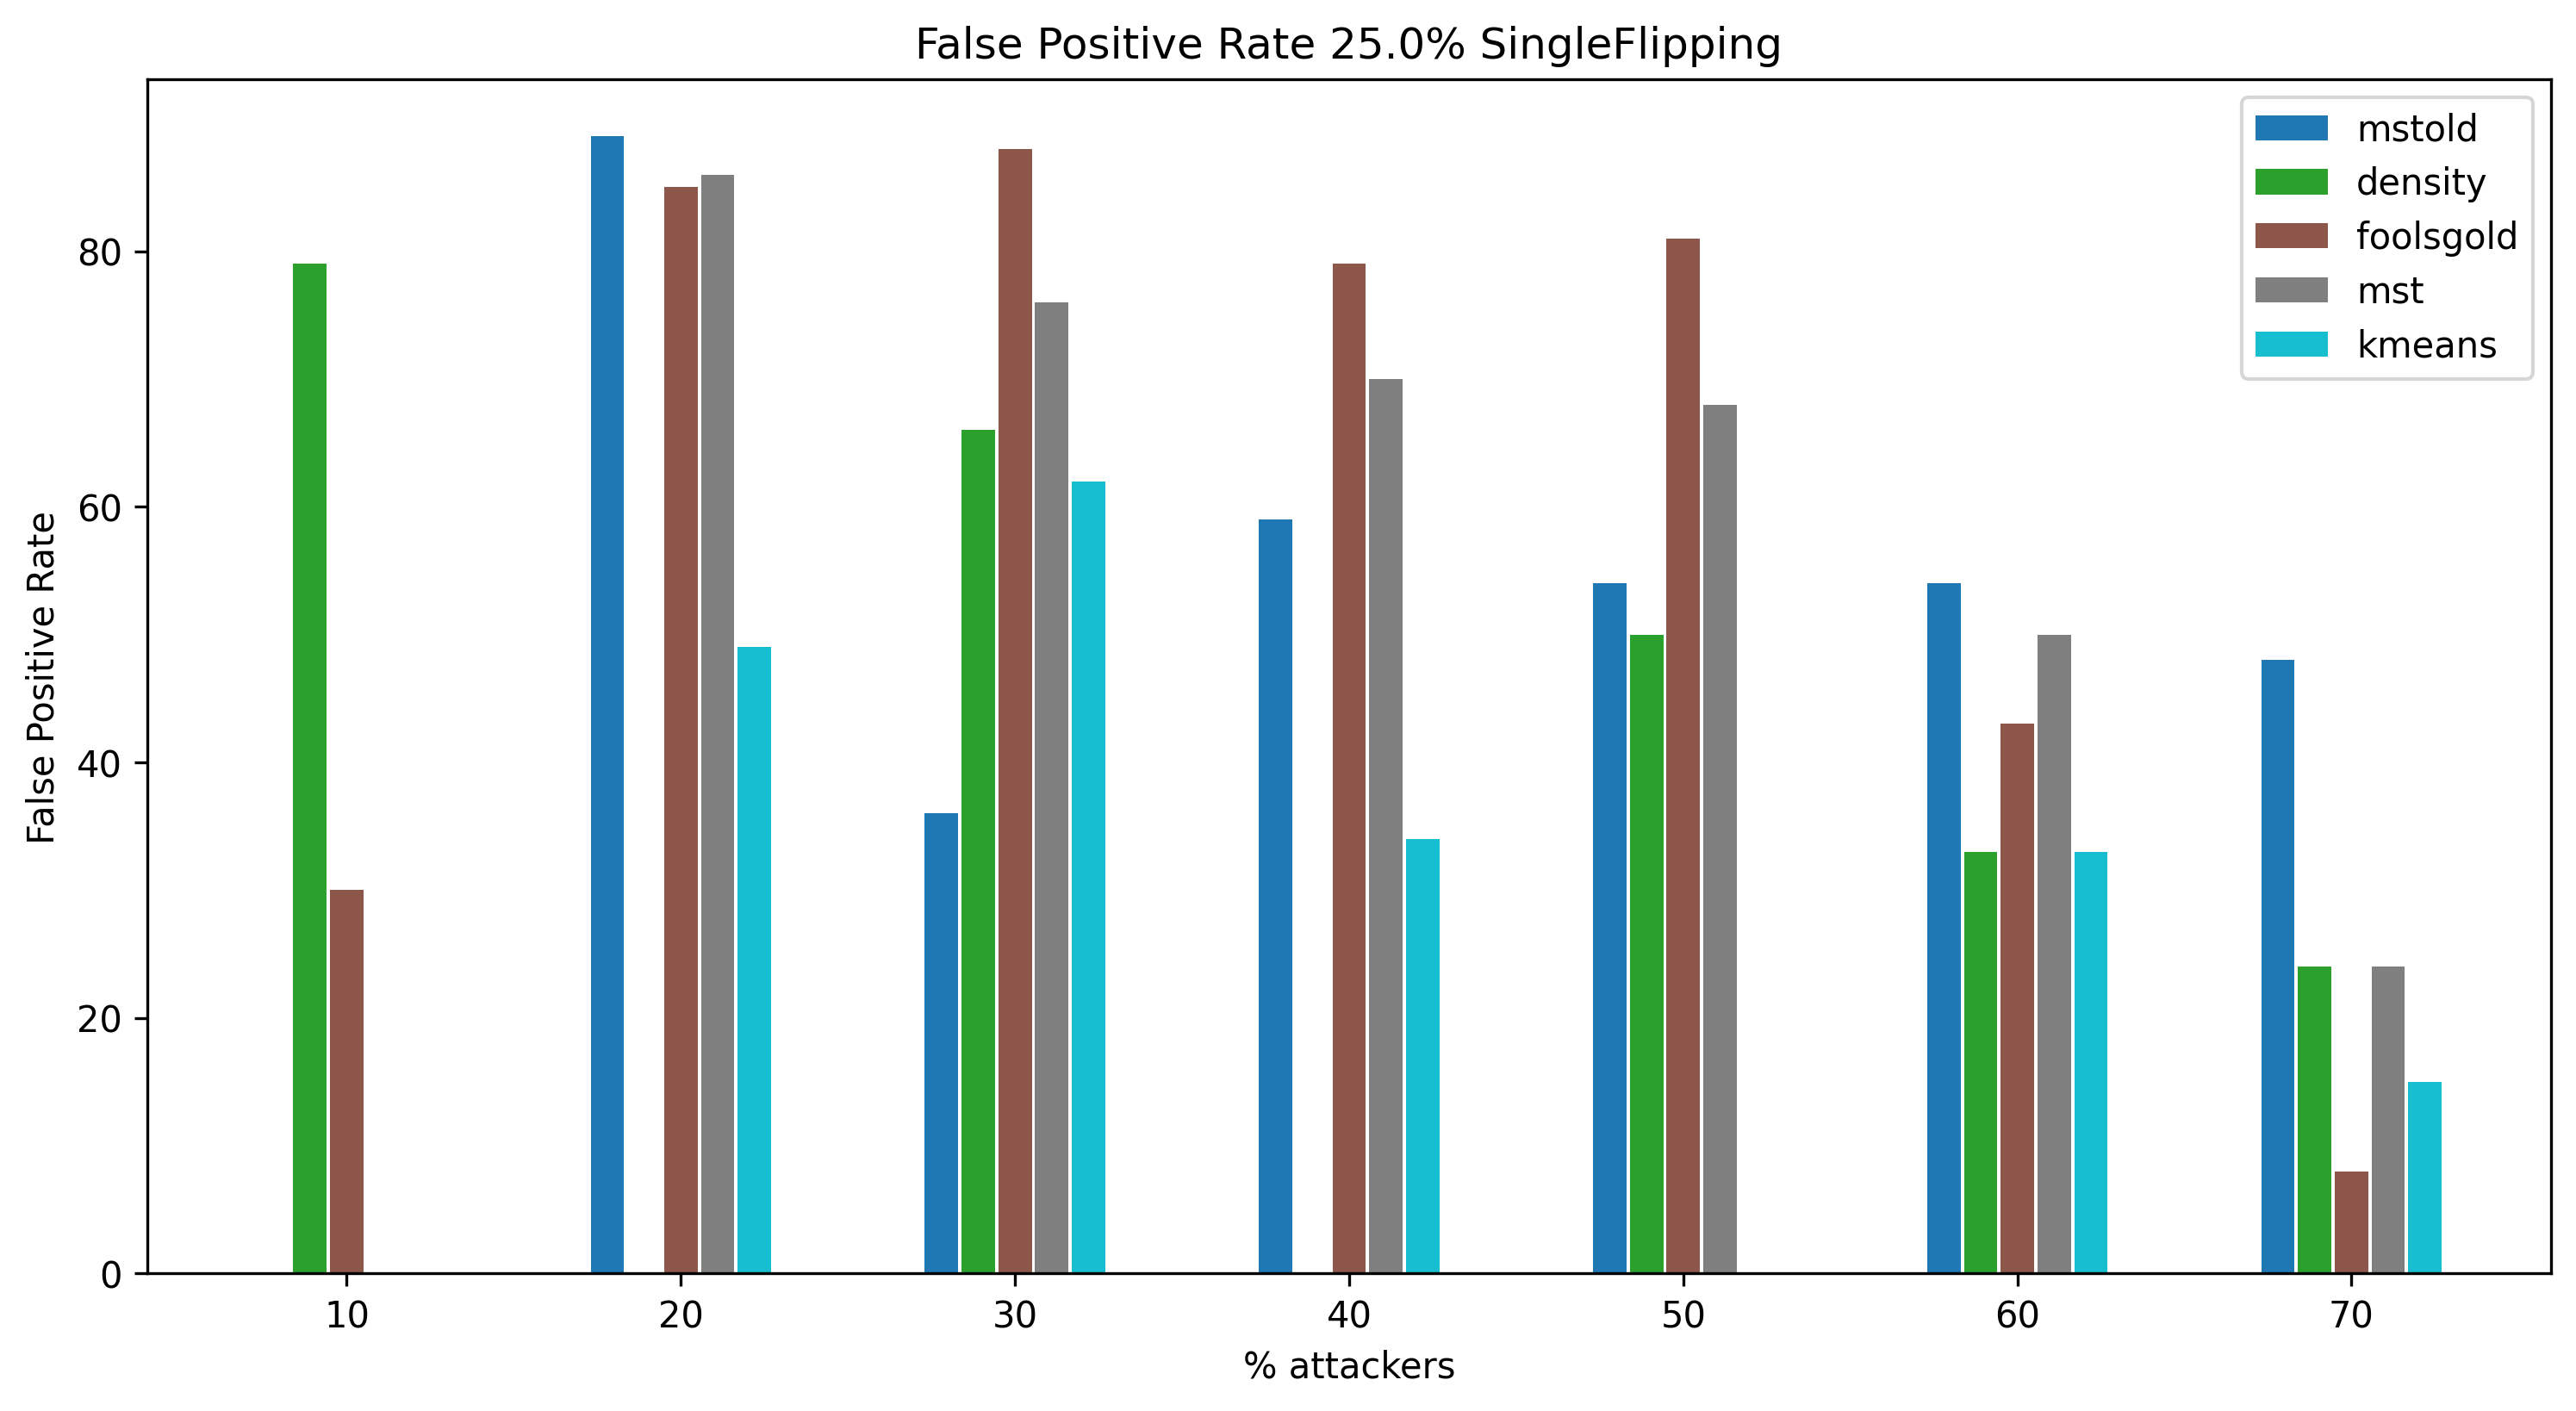 False Positive Rate 25.0% SingleFlipping
mstold
density
foolsgold
mst
kmeans
False Positive Rate
80
60
40
20
0
10 20 30 40 50 60 70
% attackers